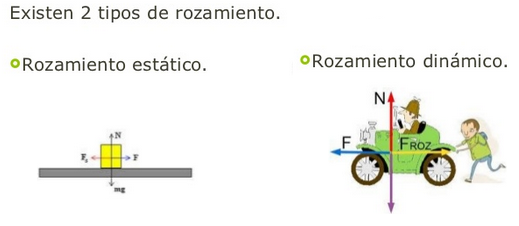 Existen 2 tipos de rozamiento.
Rozamiento estático.
Rozamiento dinámico.
N
F
mg
N
F
FROZ